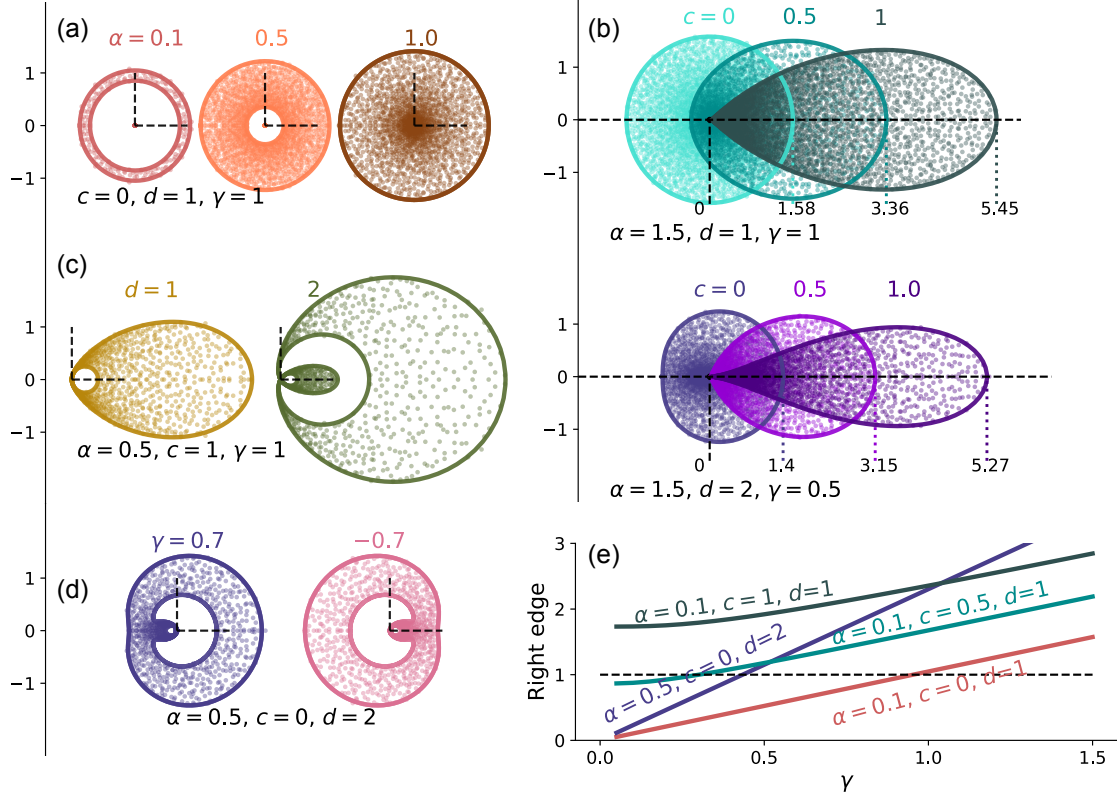 (a)
α = 0.1
0.5
1.0
1
0
−1
c = 0, d = 1, γ = 1
(b)
c = 0
0.5
1
1
0
−1
0
1.58
3.36
5.45
α = 1.5, d = 1, γ = 1
(c)
d = 1
2
1
0
−1
α = 0.5, c = 1, γ = 1
c = 0
0.5
1.0
1
0
−1
0
1.4
3.15
5.27
α = 1.5, d = 2, γ = 0.5
(d)
γ = 0.7
−0.7
1
0
−1
α = 0.5, c = 0, d = 2
(e)
Right edge
3
2
1
0
α = 0.1, c = 1, d=1
α = 0.5, c = 0, d=2
α = 0.1, c = 0.5, d=1
α = 0.1, c = 0, d=1
0.0
0.5
1.0
1.5
γ